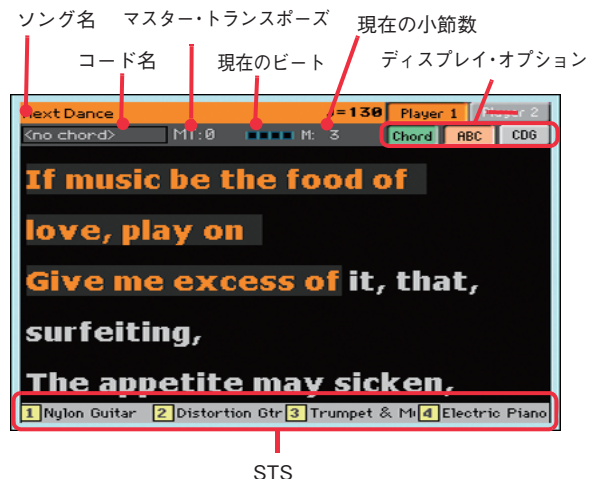 ソング名 マスター・トランスポーズ 現在の小節数
コード名 現在のビート ディスプレイ・オプション
Next Dance =130 Player 1 Player 2
<no chord> MT:0 M: 3 Chord ABC CDG
If music be the food of
love, play on
Give me excess of it, that,
surfeiting,
The appetite may sicken,
1 Nylon Guitar 2 Distortion Gtr 3 Trumpet & Mu 4 Electric Piano
STS